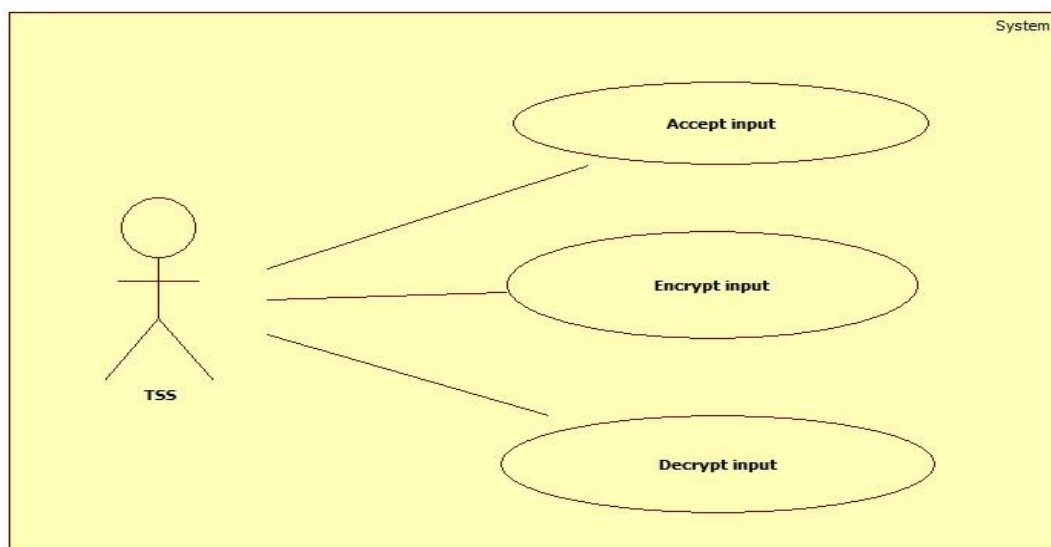 System
Accept input
Encrypt input
TSS
Decrypt input